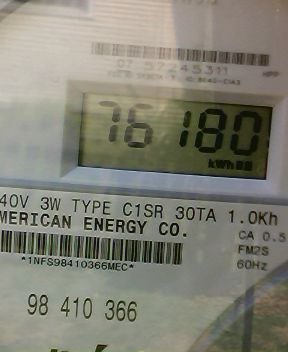 07 57245311
76180
kWh
40V 3W TYPE C1SR 30TA 1.0Kh
MERICAN ENERGY CO.
CA 0.5
FM2S
*1NFS98410366MEC*
60Hz
98 410 366